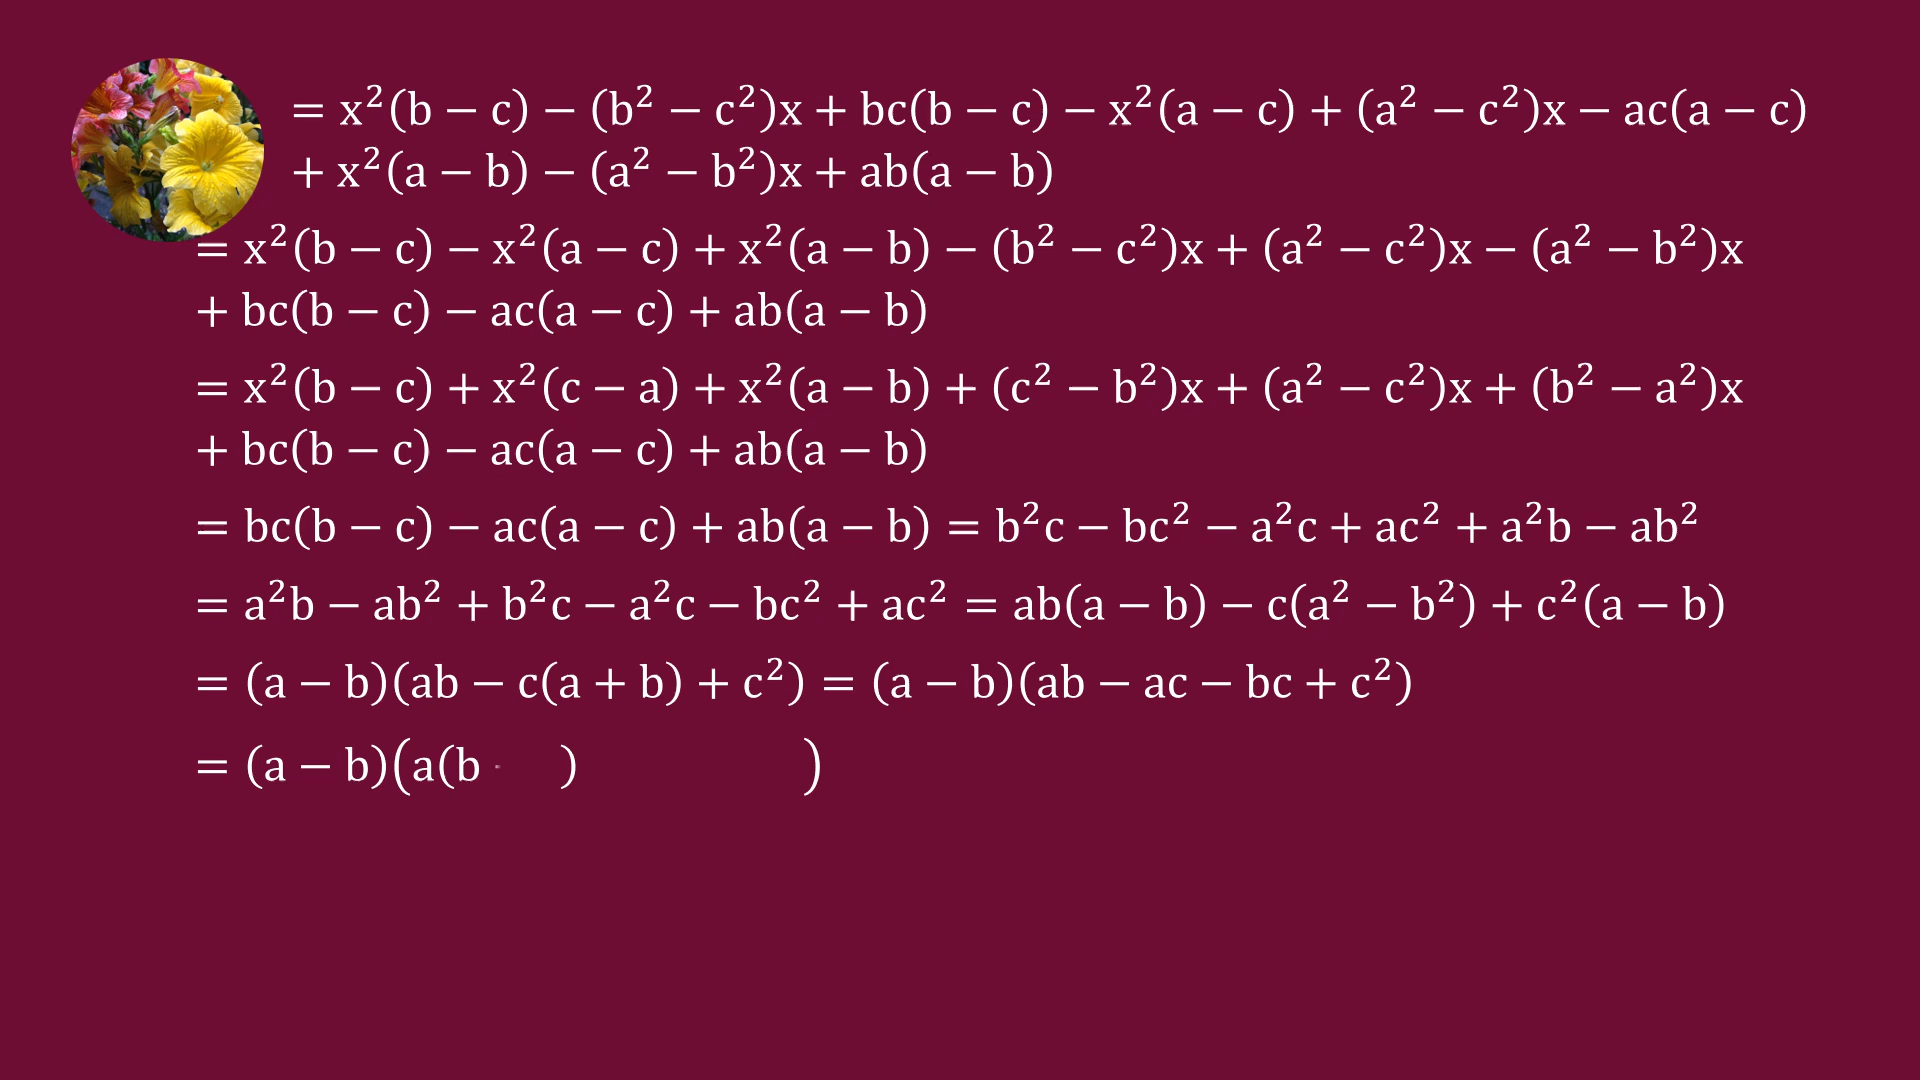 = x²(b − c) − (b² − c²)x + bc(b − c) − x²(a − c) + (a² − c²)x − ac(a − c)
+ x²(a − b) − (a² − b²)x + ab(a − b)
= x²(b − c) − x²(a − c) + x²(a − b) − (b² − c²)x + (a² − c²)x − (a² − b²)x
+ bc(b − c) − ac(a − c) + ab(a − b)
= x²(b − c) + x²(c − a) + x²(a − b) + (c² − b²)x + (a² − c²)x + (b² − a²)x
+ bc(b − c) − ac(a − c) + ab(a − b)
= bc(b − c) − ac(a − c) + ab(a − b) = b²c − bc² − a²c + ac² + a²b − ab²
= a²b − ab² + b²c − a²c − bc² + ac² = ab(a − b) − c(a² − b²) + c²(a − b)
= (a − b)(ab − c(a + b) + c²) = (a − b)(ab − ac − bc + c²)
= (a − b)(a(b ) )